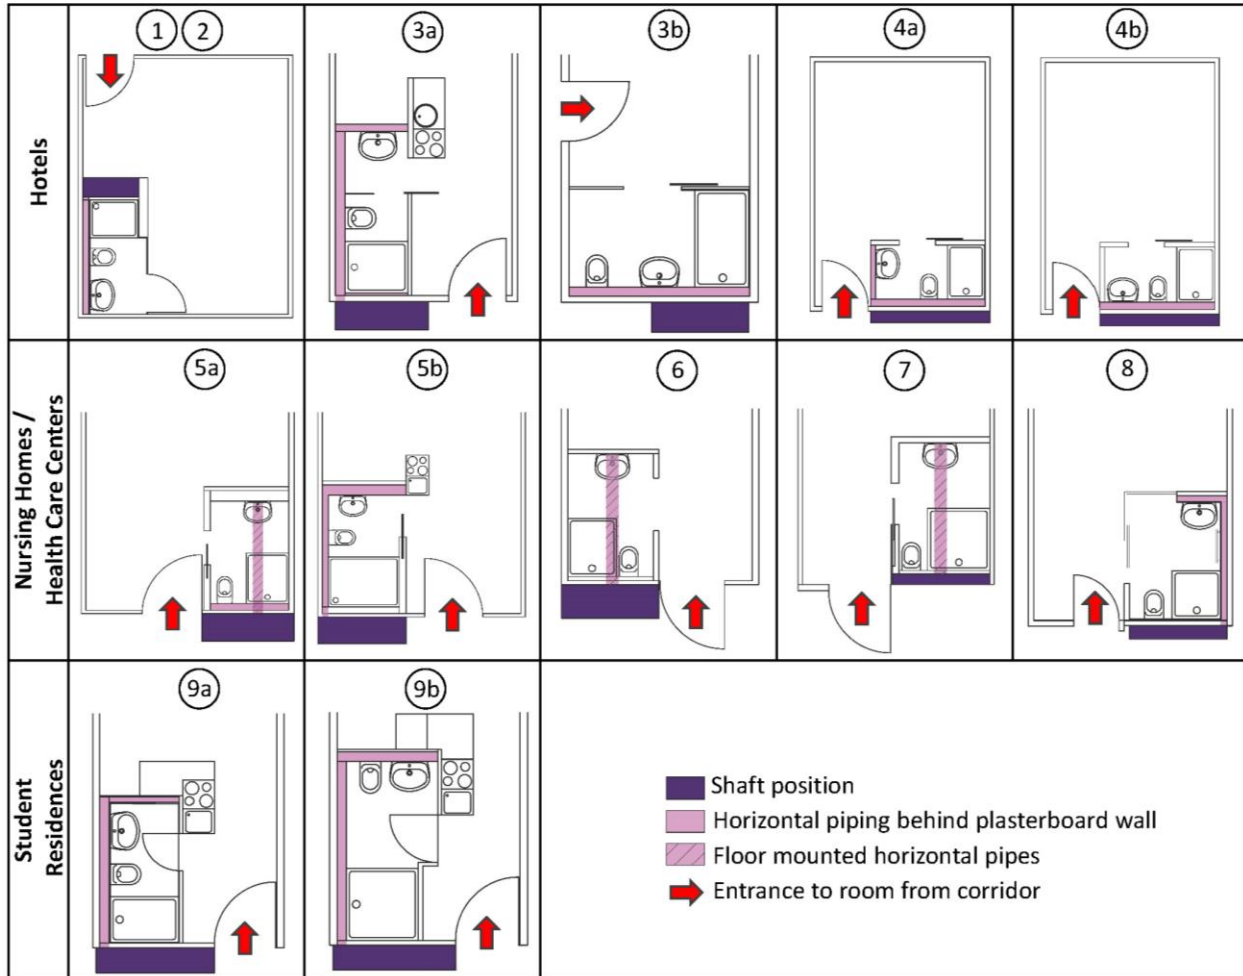 Hotels
1 2
3a
3b
4a
4b
Nursing Homes /
Health Care Centers
5a
5b
6
7
8
Student
Residences
9a
9b
Shaft position
Horizontal piping behind plasterboard wall
Floor mounted horizontal pipes
Entrance to room from corridor